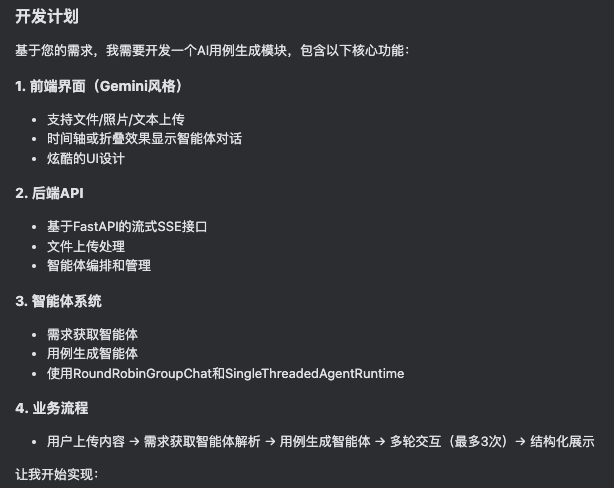 开发计划
基于您的需求，我需要开发一个AI用例生成模块，包含以下核心功能：
1. 前端界面（Gemini风格）
• 支持文件/照片/文本上传
• 时间轴或折叠效果显示智能体对话
• 炫酷的UI设计
2. 后端API
• 基于FastAPI的流式SSE接口
• 文件上传处理
• 智能体编排和管理
3. 智能体系统
• 需求获取智能体
• 用例生成智能体
• 使用RoundRobinGroupChat和SingleThreadedAgentRuntime
4. 业务流程
• 用户上传内容 → 需求获取智能体解析 → 用例生成智能体 → 多轮交互（最多3次）→ 结构化展示
让我开始实现：